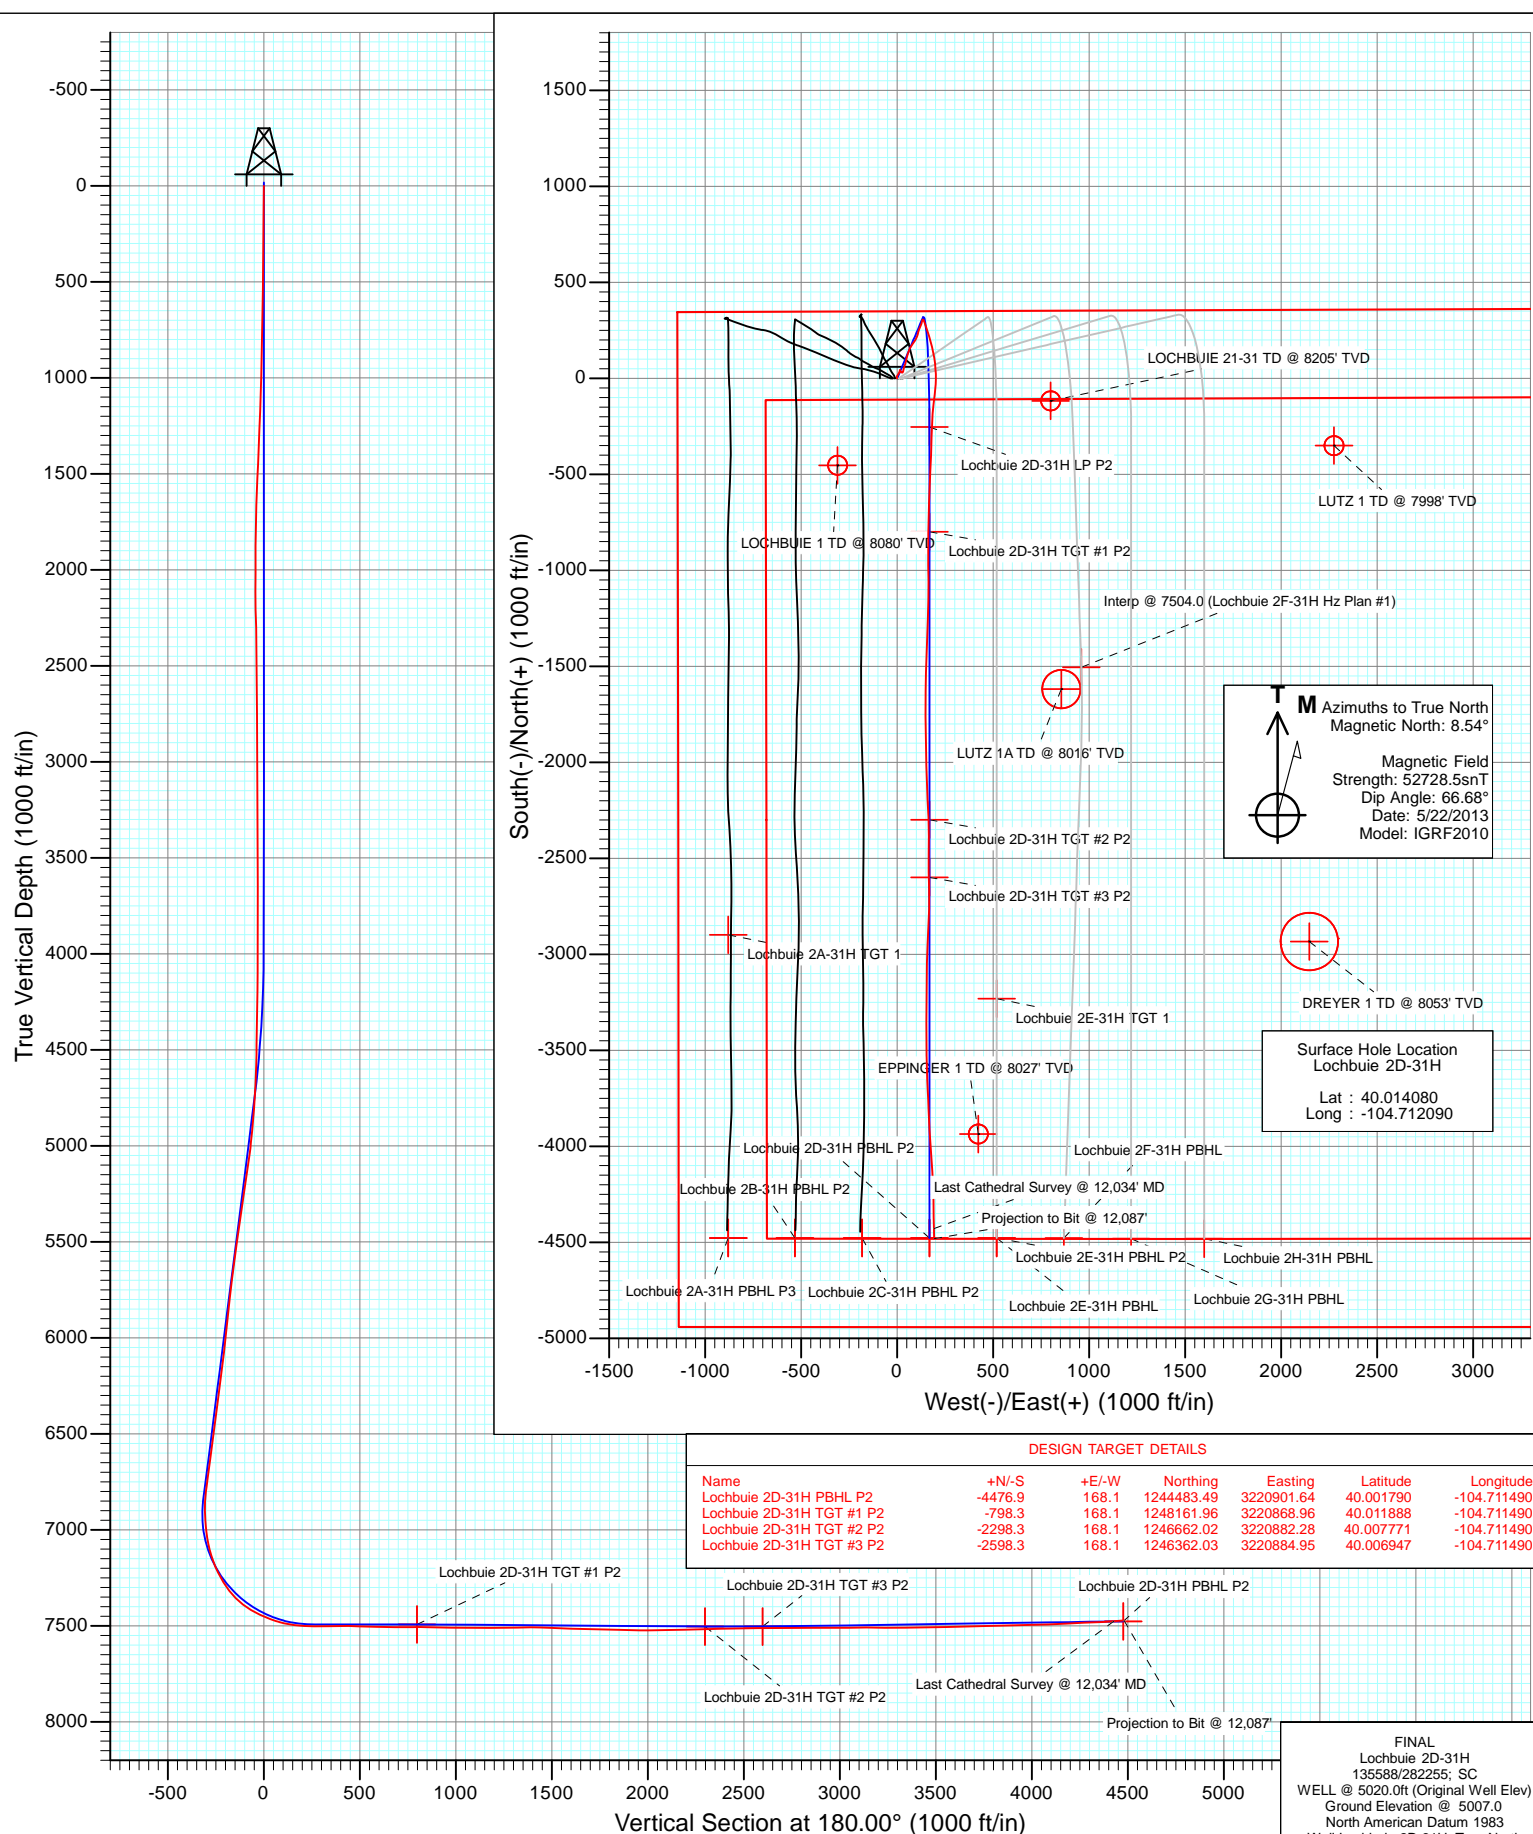 -500
0
500
1000
1500
2000
2500
3000
3500
4000
4500
5000
5500
6000
6500
7000
7500
8000
True Vertical Depth (1000 ft/in)
-500
0
500
1000
1500
2000
2500
3000
3500
4000
4500
5000
Vertical Section at 180.00° (1000 ft/in)
Lochbuie 2D-31H TGT #1 P2
Lochbuie 2D-31H TGT #3 P2
Lochbuie 2D-31H PBHL P2
Lochbuie 2D-31H TGT #2 P2
Last Cathedral Survey @ 12,034' MD
Projection to Bit @ 12,087'
1500
1000
500
0
-500
-1000
-1500
-2000
-2500
-3000
-3500
-4000
-4500
-5000
South(-)/North(+) (1000 ft/in)
-1500
-1000
-500
0
500
1000
1500
2000
2500
3000
West(-)/East(+) (1000 ft/in)
LOCHBUIE 21-31 TD @ 8205' TVD
Lochbuie 2D-31H LP P2
LUTZ 1 TD @ 7998' TVD
LOCHBUIE 1 TD @ 8080' TVD
Lochbuie 2D-31H TGT #1 P2
Interp @ 7504.0 (Lochbuie 2F-31H Hz Plan #1)
LUTZ 1A TD @ 8016' TVD
Lochbuie 2D-31H TGT #2 P2
Lochbuie 2D-31H TGT #3 P2
Lochbuie 2A-31H TGT 1
DREYER 1 TD @ 8053' TVD
Lochbuie 2E-31H TGT 1
EPPINGER 1 TD @ 8027' TVD
Lochbuie 2D-31H PBHL P2
Lochbuie 2F-31H PBHL
Lochbuie 2B-31H PBHL P2
Last Cathedral Survey @ 12,034' MD
Projection to Bit @ 12,087'
Lochbuie 2E-31H PBHL P2
Lochbuie 2H-31H PBHL
Lochbuie 2A-31H PBHL P3
Lochbuie 2C-31H PBHL P2
Lochbuie 2E-31H PBHL
Lochbuie 2G-31H PBHL
T
M
Azimuths to True North
Magnetic North: 8.54°
Magnetic Field
Strength: 52728.5snT
Dip Angle: 66.68°
Date: 5/22/2013
Model: IGRF2010
Surface Hole Location
Lochbuie 2D-31H
Lat : 40.014080
Long : -104.712090
DESIGN TARGET DETAILS
Name +N/-S +E/-W Northing Easting Latitude Longitude
Lochbuie 2D-31H PBHL P2 -4476.9 168.1 1244483.49 3220901.64 40.001790 -104.711490
Lochbuie 2D-31H TGT #1 P2 -798.3 168.1 1248161.96 3220868.96 40.011888 -104.711490
Lochbuie 2D-31H TGT #2 P2 -2298.3 168.1 1246662.02 3220882.28 40.007771 -104.711490
Lochbuie 2D-31H TGT #3 P2 -2598.3 168.1 1246362.03 3220884.95 40.006947 -104.711490
FINAL
Lochbuie 2D-31H
135588/282255; SC
WELL @ 5020.0ft (Original Well Elev)
Ground Elevation @ 5007.0
North American Datum 1983